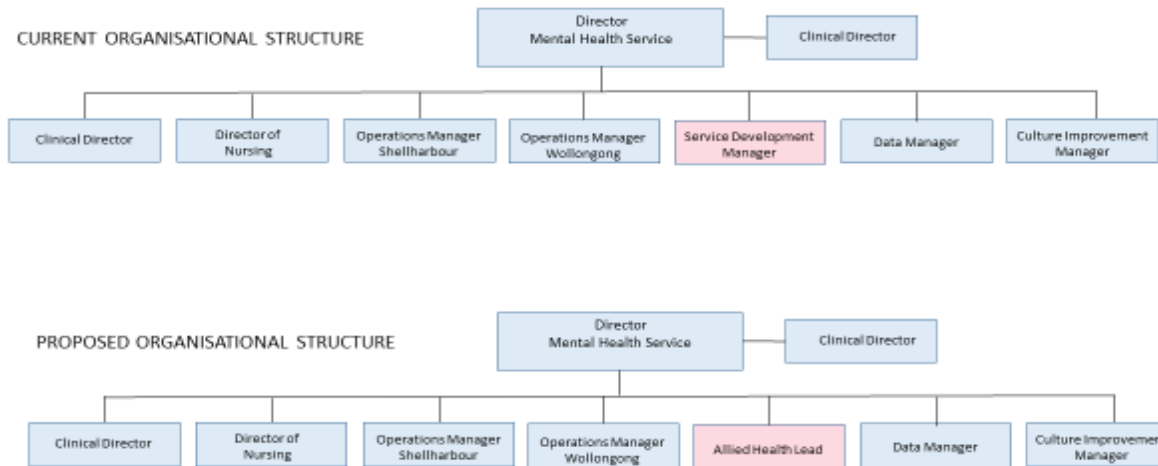 CURRENT ORGANISATIONAL STRUCTURE
Director
Mental Health Service
Clinical Director
Clinical Director
Director of
Nursing
Operations Manager
Shellharbour
Operations Manager
Wollongong
Service Development
Manager
Data Manager
Culture Improvement
Manager
PROPOSED ORGANISATIONAL STRUCTURE
Director
Mental Health Service
Clinical Director
Clinical Director
Director of
Nursing
Operations Manager
Shellharbour
Operations Manager
Wollongong
Allied Health Lead
Data Manager
Culture Improvement
Manager